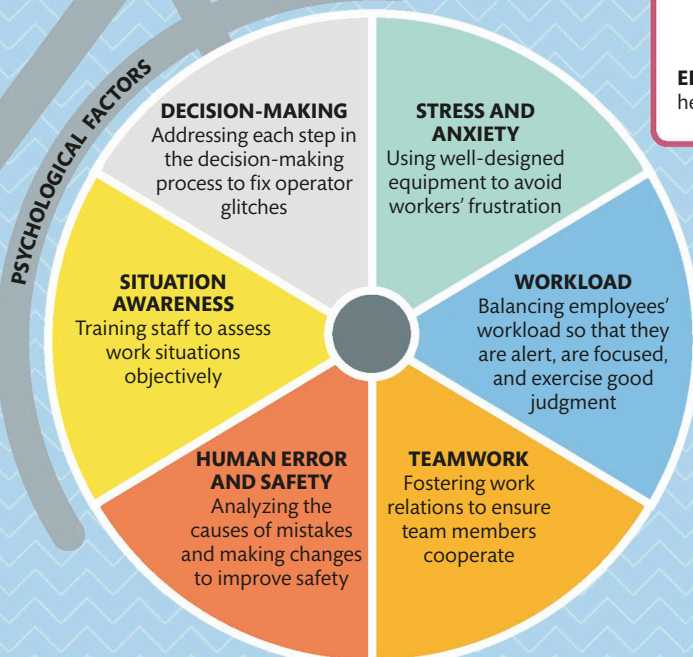 PSYCHOLOGICAL FACTORS
DECISION-MAKING
Addressing each step in
the decision-making
process to fix operator
glitches
STRESS AND
ANXIETY
Using well-designed
equipment to avoid
workers’ frustration
WORKLOAD
Balancing employees’
workload so that they
are alert, are focused,
and exercise good
judgment
TEAMWORK
Fostering work
relations to ensure
team members
cooperate
HUMAN ERROR
AND SAFETY
Analyzing the
causes of mistakes
and making changes
to improve safety
SITUATION
AWARENESS
Training staff to assess
work situations
objectively